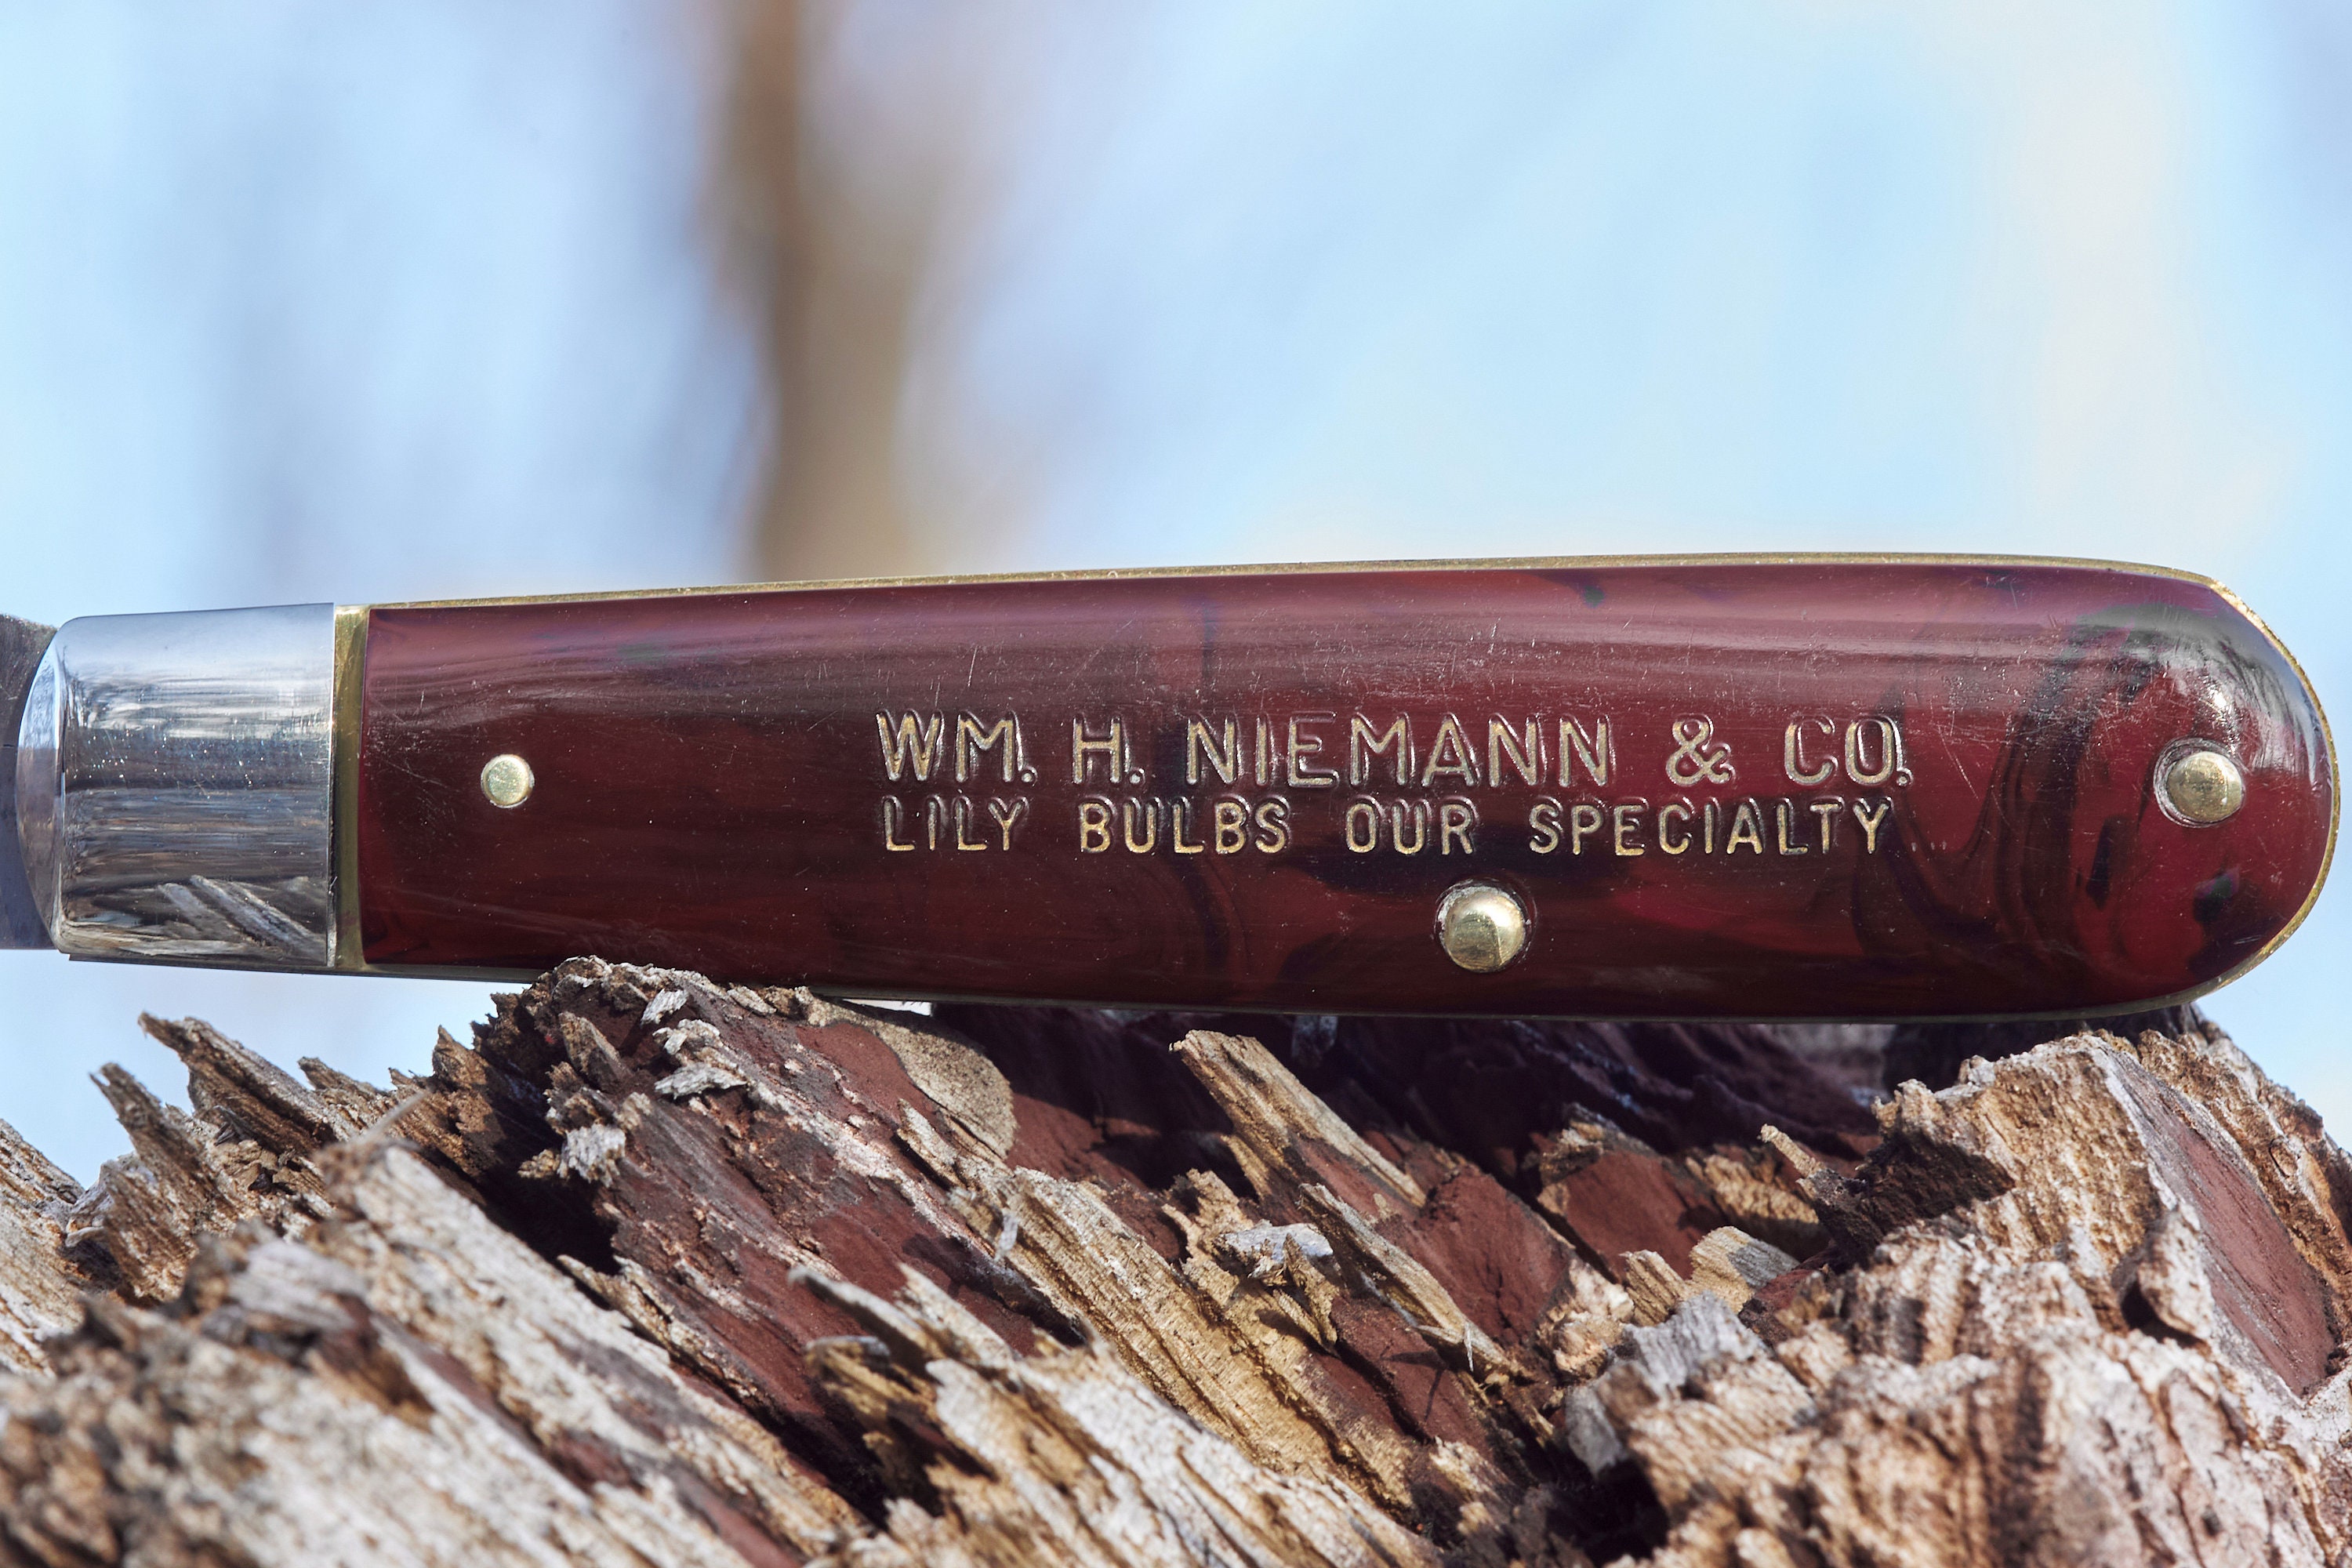 WM. H. NIEMANN & CO.
LILY BULBS OUR SPECIALTY